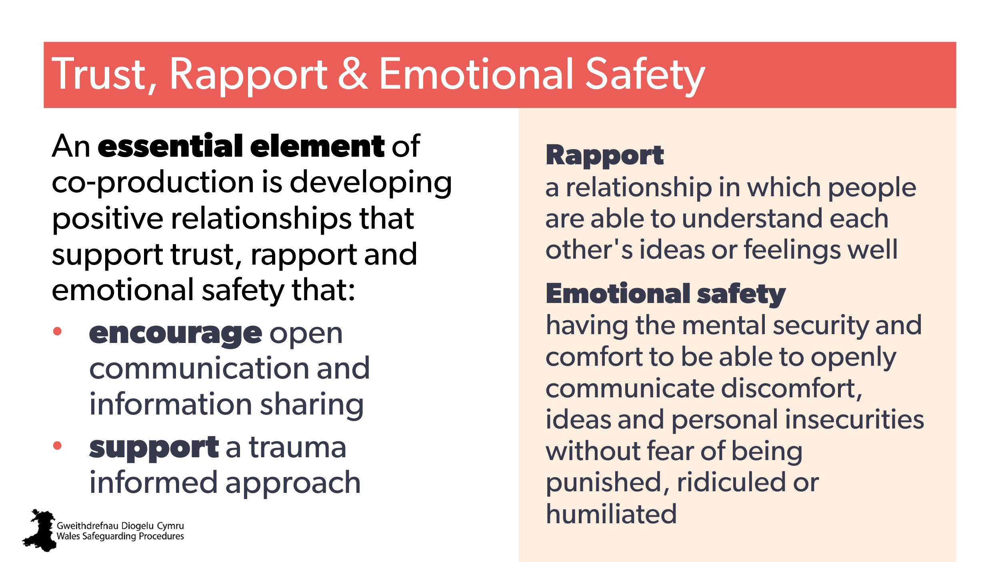 Trust, Rapport & Emotional Safety
An essential element of
co-production is developing
positive relationships that
support trust, rapport and
emotional safety that:
• encourage open
communication and
information sharing
• support a trauma
informed approach
Rapport
a relationship in which people
are able to understand each
other's ideas or feelings well
Emotional safety
having the mental security and
comfort to be able to openly
communicate discomfort,
ideas and personal insecurities
without fear of being
punished, ridiculed or
humiliated
Gweithdrefnau Diogelu Cymru
Wales Safeguarding Procedures